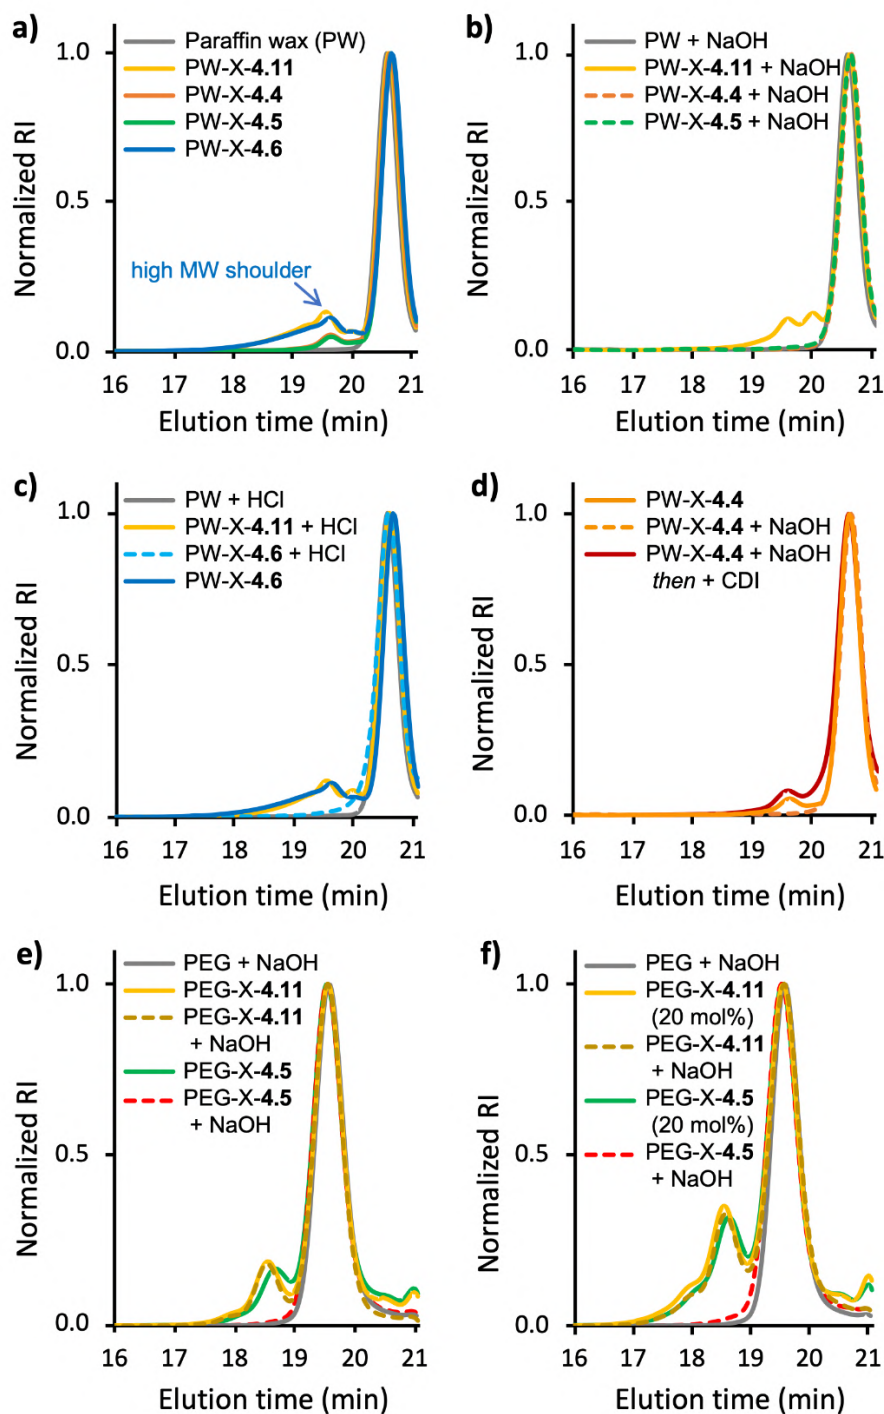 a)
Paraffin wax (PW)
PW-X-4.11
PW-X-4.4
PW-X-4.5
PW-X-4.6
high MW shoulder
Normalized RI
1.0
0.5
0.0
16 17 18 19 20 21
Elution time (min)
b)
PW + NaOH
PW-X-4.11 + NaOH
PW-X-4.4 + NaOH
PW-X-4.5 + NaOH
Normalized RI
1.0
0.5
0.0
16 17 18 19 20 21
Elution time (min)
c)
PW + HCl
PW-X-4.11 + HCl
PW-X-4.6 + HCl
PW-X-4.6
Normalized RI
1.0
0.5
0.0
16 17 18 19 20 21
Elution time (min)
d)
PW-X-4.4
PW-X-4.4 + NaOH
PW-X-4.4 + NaOH
then + CDI
Normalized RI
1.0
0.5
0.0
16 17 18 19 20 21
Elution time (min)
e)
PEG + NaOH
PEG-X-4.11
PEG-X-4.11
+ NaOH
PEG-X-4.5
PEG-X-4.5
+ NaOH
Normalized RI
1.0
0.5
0.0
16 17 18 19 20 21
Elution time (min)
f)
PEG + NaOH
PEG-X-4.11
(20 mol%)
PEG-X-4.11
+ NaOH
PEG-X-4.5
(20 mol%)
PEG-X-4.5
+ NaOH
Normalized RI
1.0
0.5
0.0
16 17 18 19 20 21
Elution time (min)